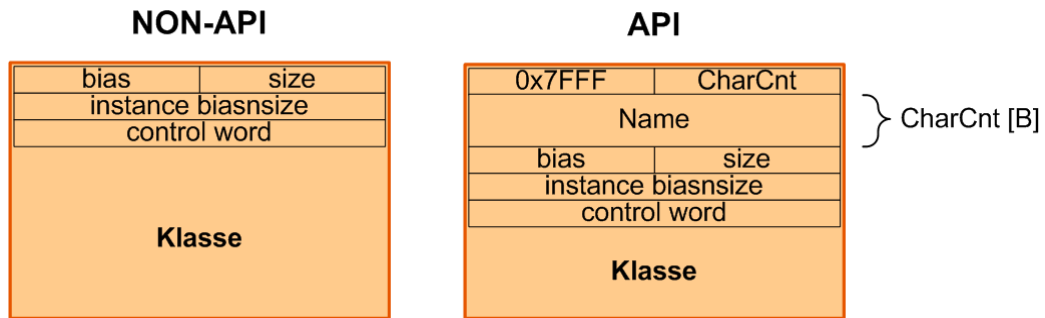 NON-API
bias size
instance biasnsize
control word
Klasse
API
0x7FFF CharCnt
Name
CharCnt [B]
bias size
instance biasnsize
control word
Klasse